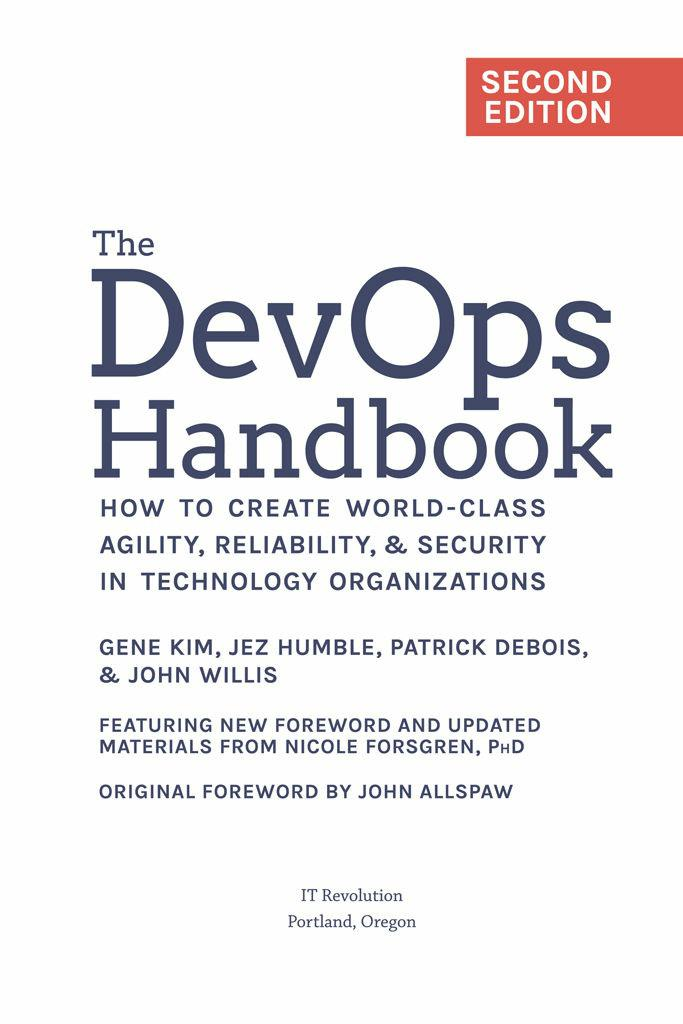 SECOND
EDITION
The
DevOps
Handbook
HOW TO CREATE WORLD-CLASS
AGILITY, RELIABILITY, & SECURITY
IN TECHNOLOGY ORGANIZATIONS
GENE KIM, JEZ HUMBLE, PATRICK DEBOIS,
& JOHN WILLIS
FEATURING NEW FOREWORD AND UPDATED
MATERIALS FROM NICOLE FORSGREN, PHD
ORIGINAL FOREWORD BY JOHN ALLSPAW
IT Revolution
Portland, Oregon